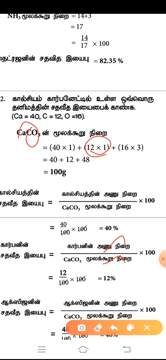 NH₃ மூலக்கூறு நிறை = 14+3
= 17
= 14/17 × 100
நைட்ரஜனின் சதவீத இயைபு = 82.35 %
2. கால்சியம் கார்பனேட்டில் உள்ள ஒவ்வொரு தனிமத்தின் சதவீத இயைபைக் காண்க.
(Ca = 40, C = 12, O = 16).
CaCO₃ ன் மூலக்கூறு நிறை
= (40 × 1) + (12 × 1) + (16 × 3)
= 40 + 12 + 48
= 100g
கால்சியத்தின் சதவீத இயைபு = கால்சியத்தின் அணு நிறை / CaCO₃ மூலக்கூறு நிறை × 100
= 40/100 × 100 = 40 %
கார்பனின் சதவீத இயைபு = கார்பனின் அணு நிறை / CaCO₃ மூலக்கூறு நிறை × 100
= 12/100 × 100 = 12%
ஆக்ஸிஜனின் சதவீத இயைபு = ஆக்ஸிஜனின் அணு நிறை / CaCO₃ மூலக்கூறு நிறை × 100